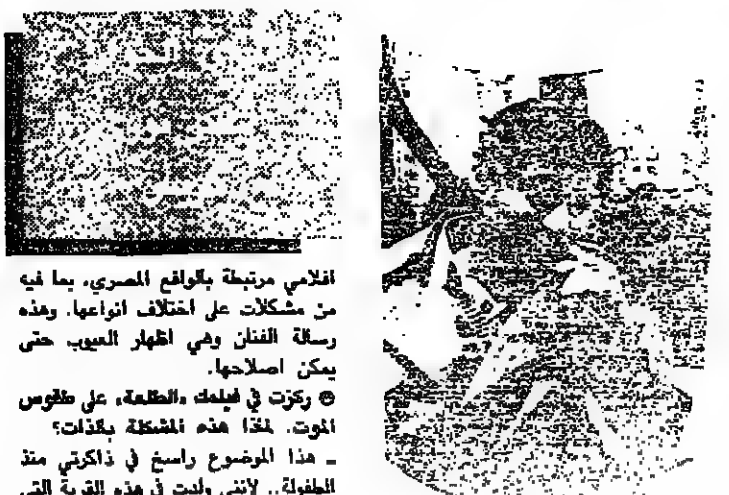 افلامي مرتبطة بالواقع المصري، بما فيه
من مشكلات على اختلاف انواعها. وهذه
رسالة الفنان وهي اظهار العيوب حتى
يمكن اصلاحها.
ركزت في فيلمك «الطلعة» على طقوس
الموت. لماذا هذه المشكلة بالذات؟
ـ هذا الموضوع راسخ في ذاكرتي منذ
الطفولة.. لأنني ولدت في هذه القرية التي